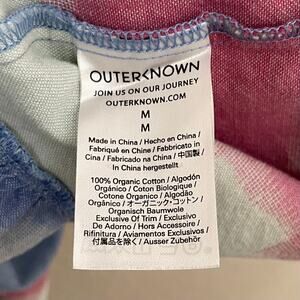 OUTERKNOWN
JOIN US ON OUR JOURNEY
OUTERKNOWN.COM
M
M
Made in China / Hecho en China /
Fabriqué en China / Fabricato in
Cina / Fabricado na China / 中国製 /
In China hergestellt
100% Organic Cotton / Algodón
Orgánico / Coton Biologique /
Cotone Organico / Algodão
Orgânico / オーガニック・コットン /
Organisch Baumwole
Exclusive Of Trim / Exclusivo
De Adorno / Hors Accessoire /
Rifinitura / Aviamentos Exclusivos /
付属品を除く / Ausser Zubehör